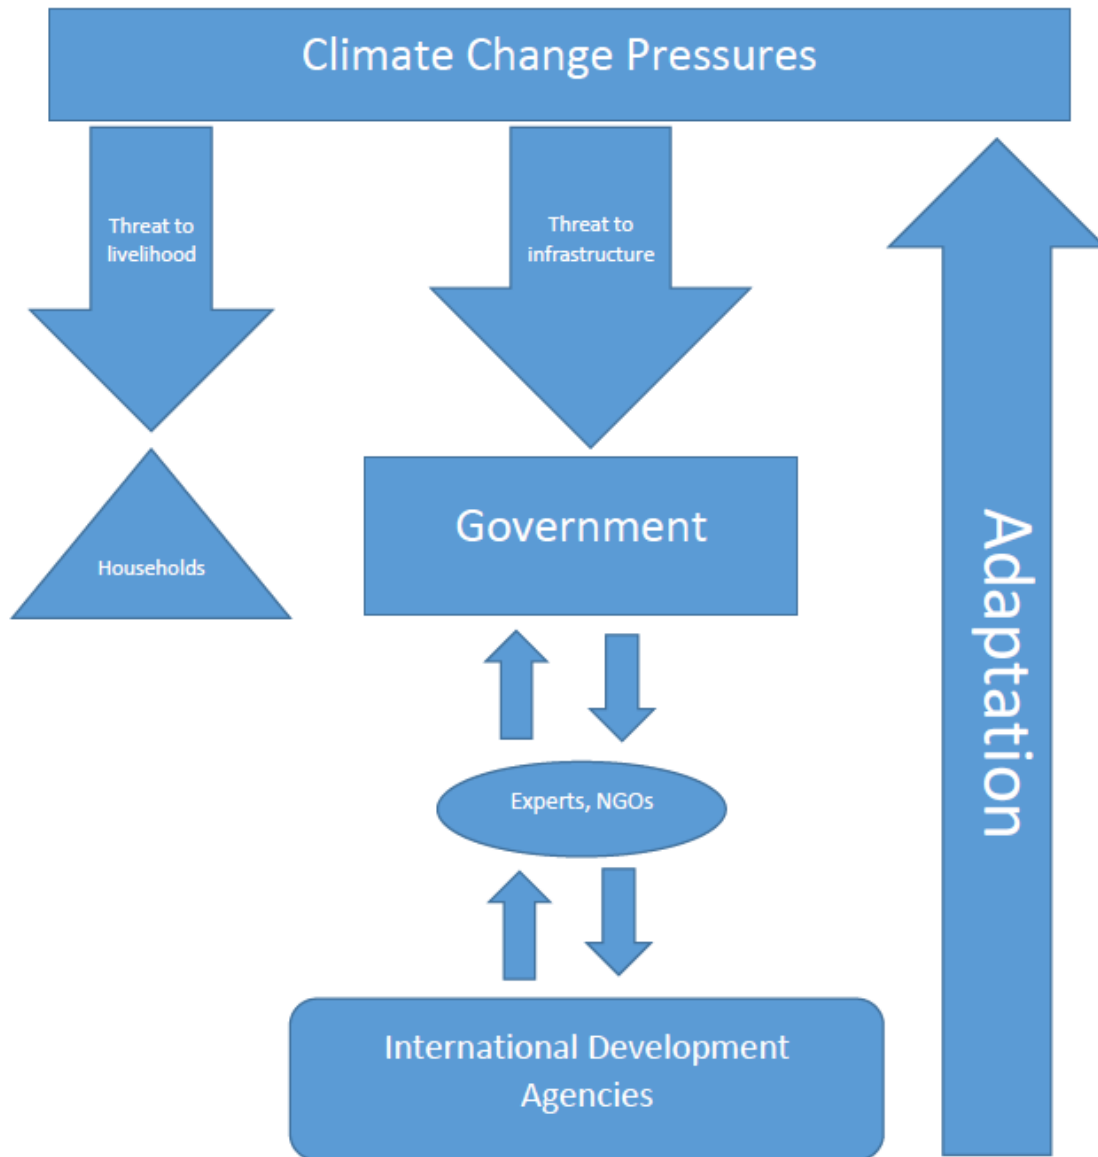 Climate Change Pressures
Threat to
livelihood
Threat to
infrastructure
Households
Government
Experts, NGOs
International Development
Agencies
Adaptation